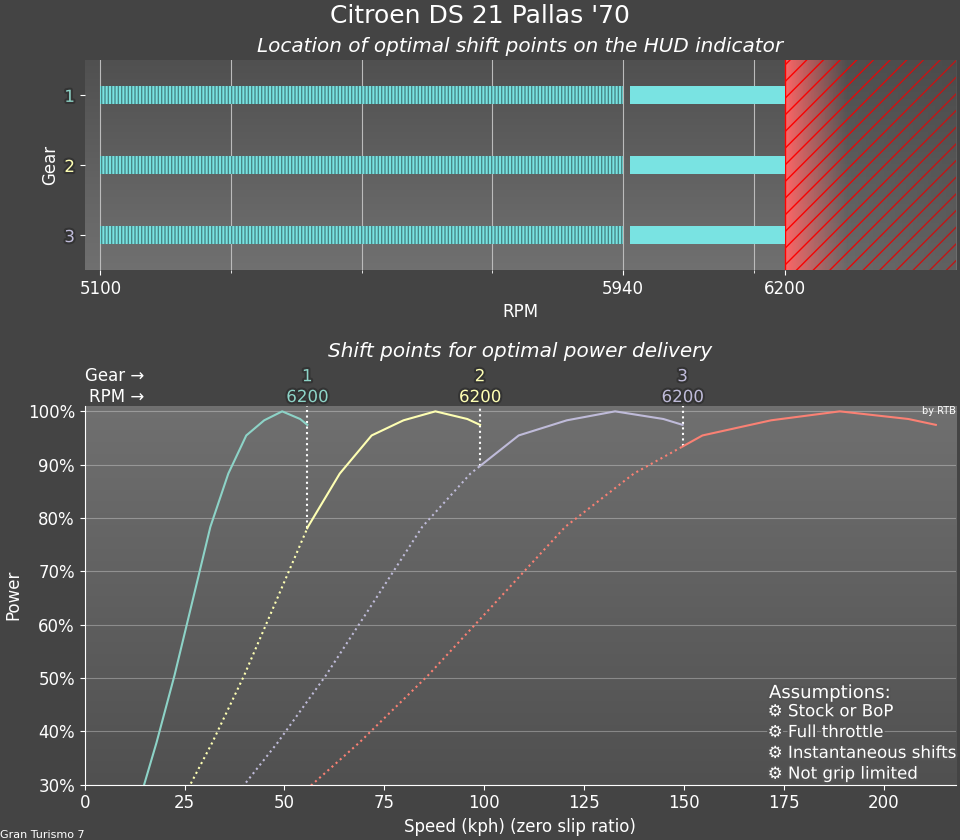 Citroen DS 21 Pallas '70
Location of optimal shift points on the HUD indicator
Gear
1
2
3
5100 5940 6200
RPM
Shift points for optimal power delivery
Gear → 1 2 3
RPM → 6200 6200 6200
by RTB
Power
100%
90%
80%
70%
60%
50%
40%
30%
Assumptions:
⚙ Stock or BoP
⚙ Full throttle
⚙ Instantaneous shifts
⚙ Not grip limited
0 25 50 75 100 125 150 175 200
Speed (kph) (zero slip ratio)
Gran Turismo 7